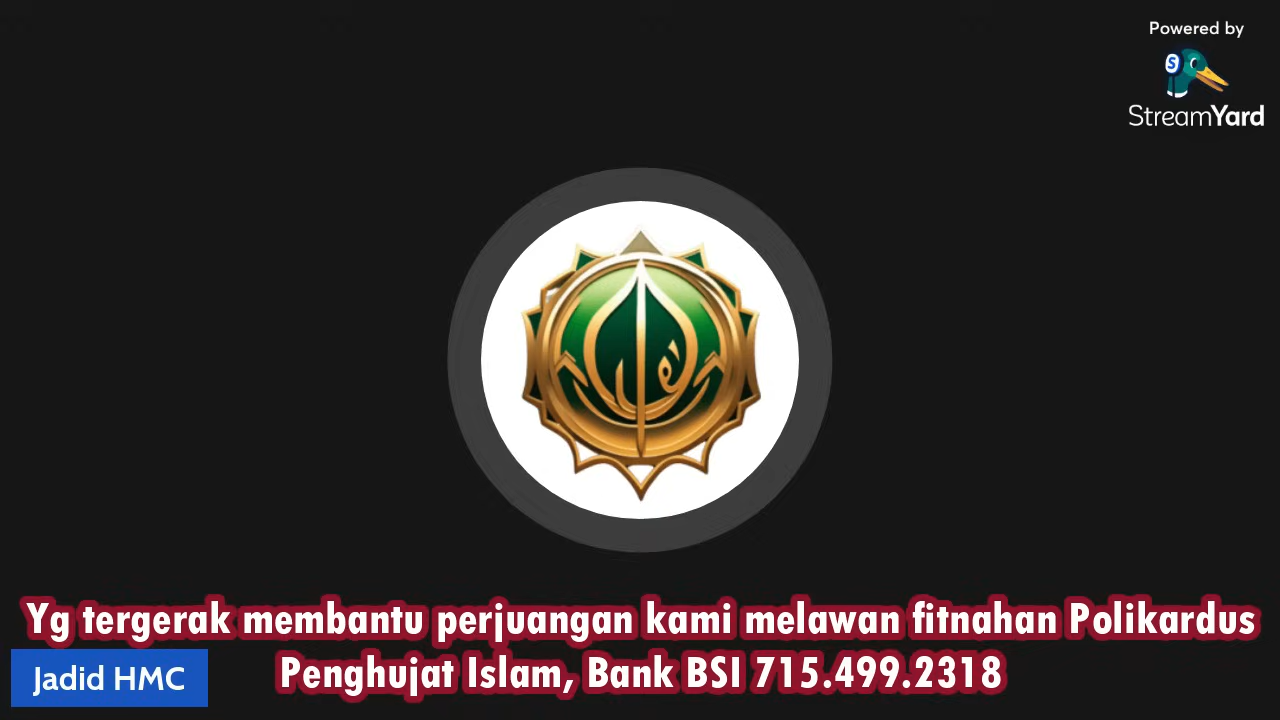 Powered by
StreamYard
Yg tergerak membantu perjuangan kami melawan fitnahan Polikardus
Penghujat Islam, Bank BSI 715.499.2318
Jadid HMC